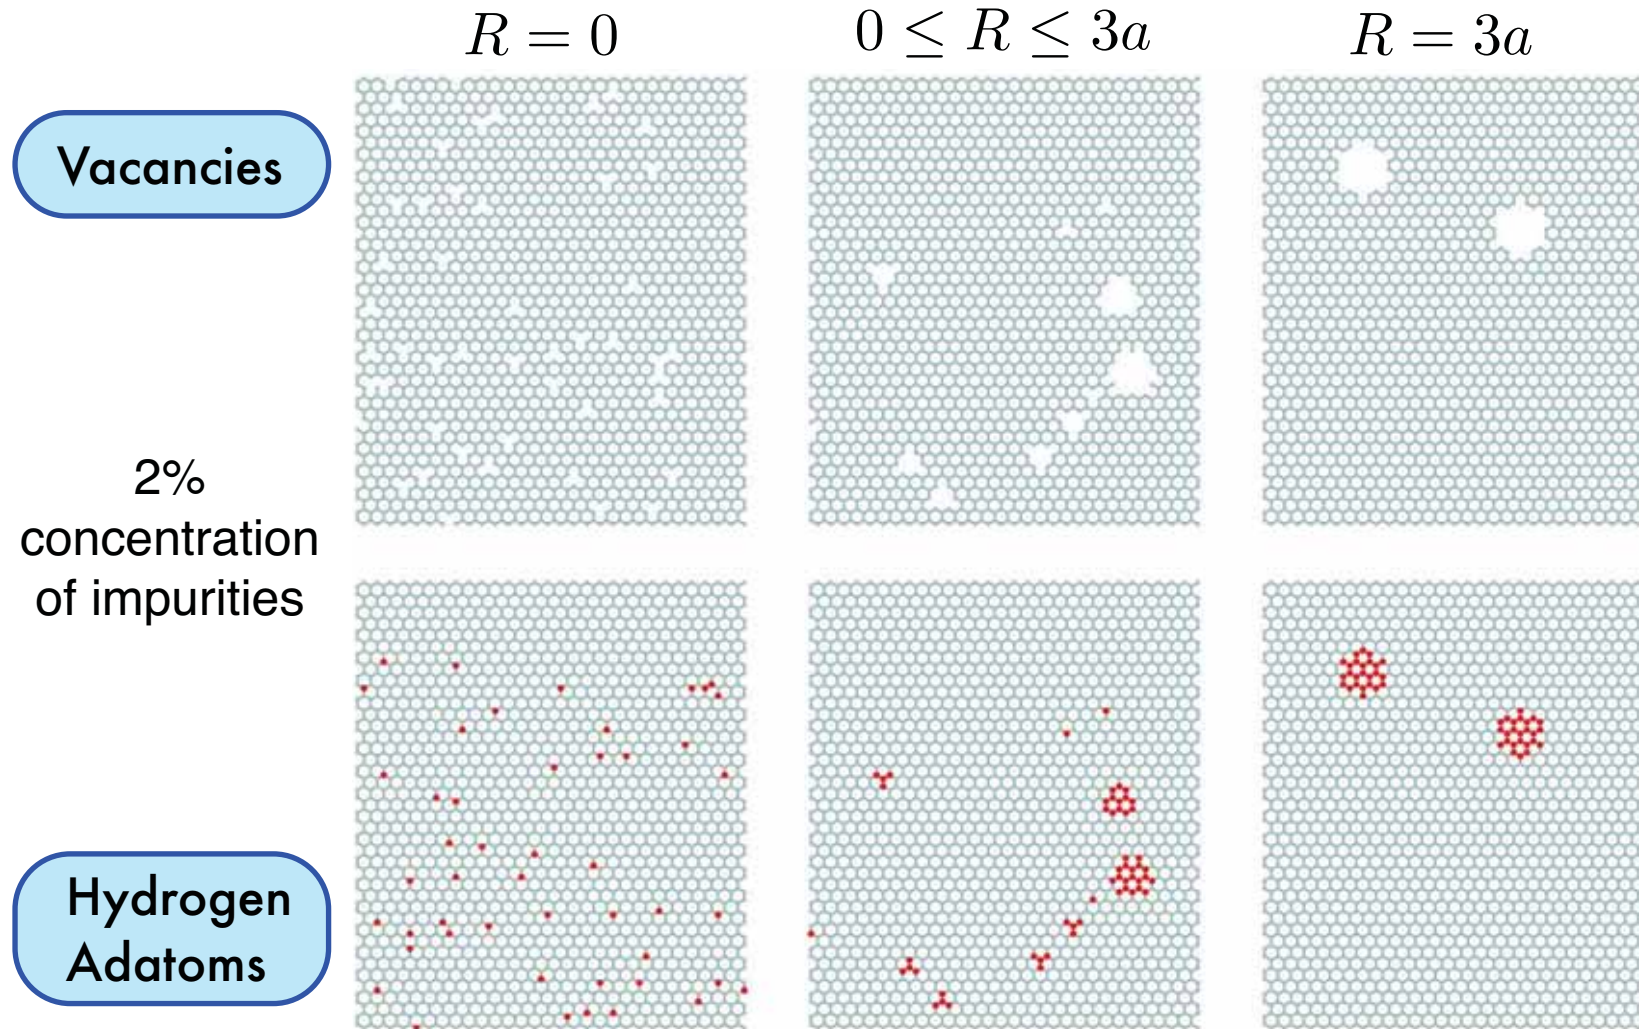 R = 0
0 ≤ R ≤ 3a
R = 3a
Vacancies
2%
concentration
of impurities
Hydrogen
Adatoms